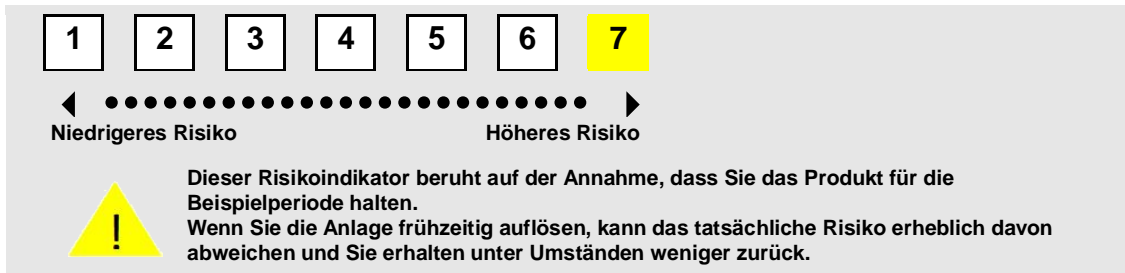 1 2 3 4 5 6 7
Niedrigeres Risiko Höheres Risiko
Dieser Risikoindikator beruht auf der Annahme, dass Sie das Produkt für die
Beispielperiode halten.
Wenn Sie die Anlage frühzeitig auflösen, kann das tatsächliche Risiko erheblich davon
abweichen und Sie erhalten unter Umständen weniger zurück.
!